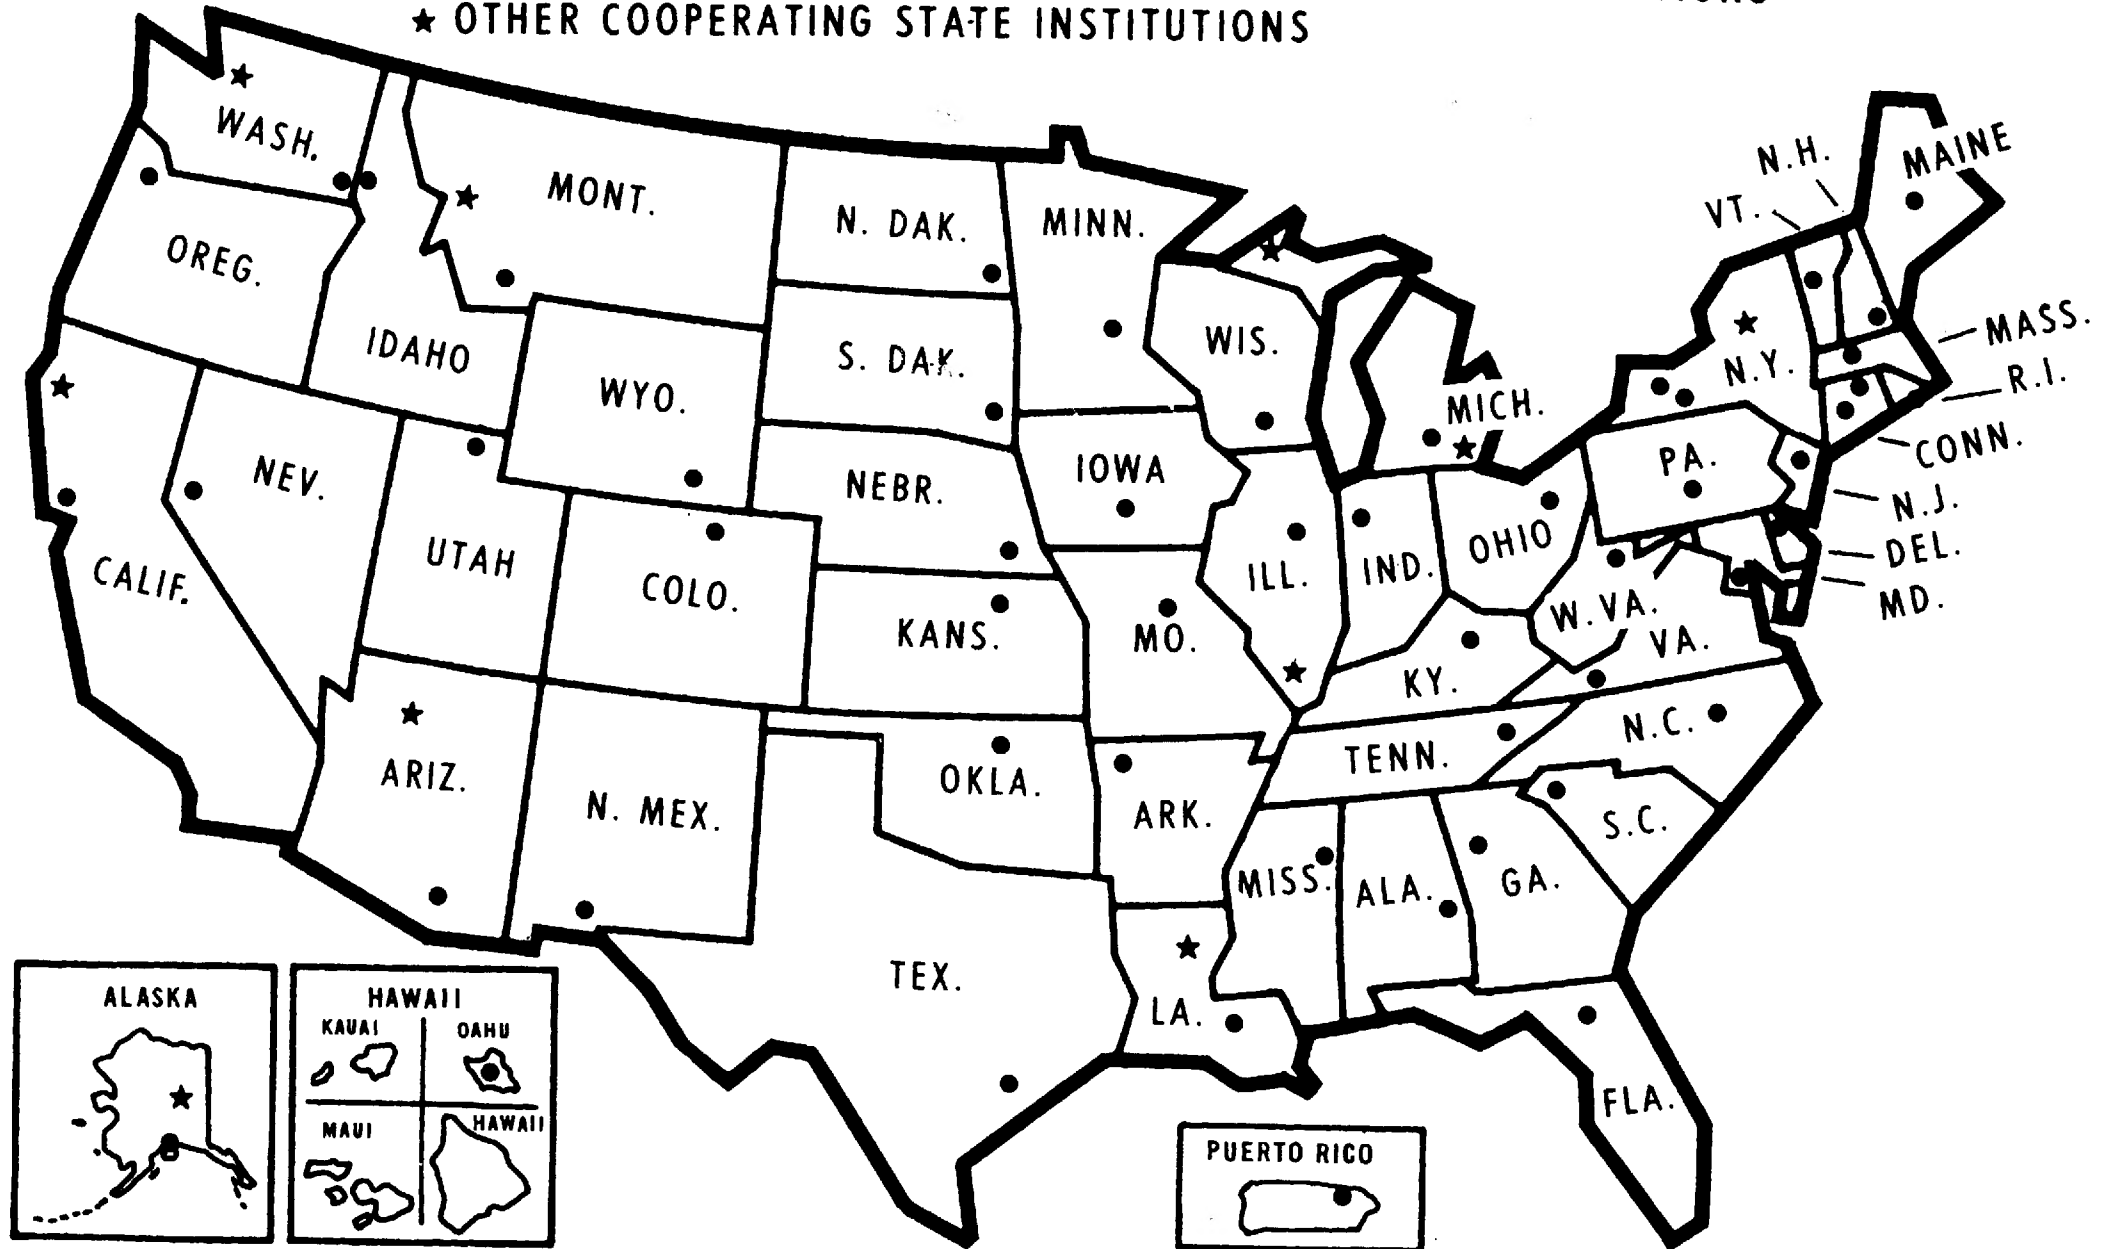 ★ OTHER COOPERATING STATE INSTITUTIONS
WASH.
MONT.
N. DAK.
MINN.
N.H.
MAINE
VT.
OREG.
IDAHO
WYO.
S. DAK.
WIS.
MICH.
N.Y.
MASS.
R.I.
CONN.
NEV.
NEBR.
IOWA
PA.
N.J.
CALIF.
UTAH
COLO.
KANS.
MO.
ILL.
IND.
OHIO
W. VA.
VA.
DEL.
MD.
KY.
ARIZ.
N. MEX.
OKLA.
ARK.
TENN.
N.C.
S.C.
MISS.
ALA.
GA.
TEX.
LA.
FLA.
ALASKA
HAWAII
KAUAI
OAHU
MAUI
HAWAII
PUERTO RICO